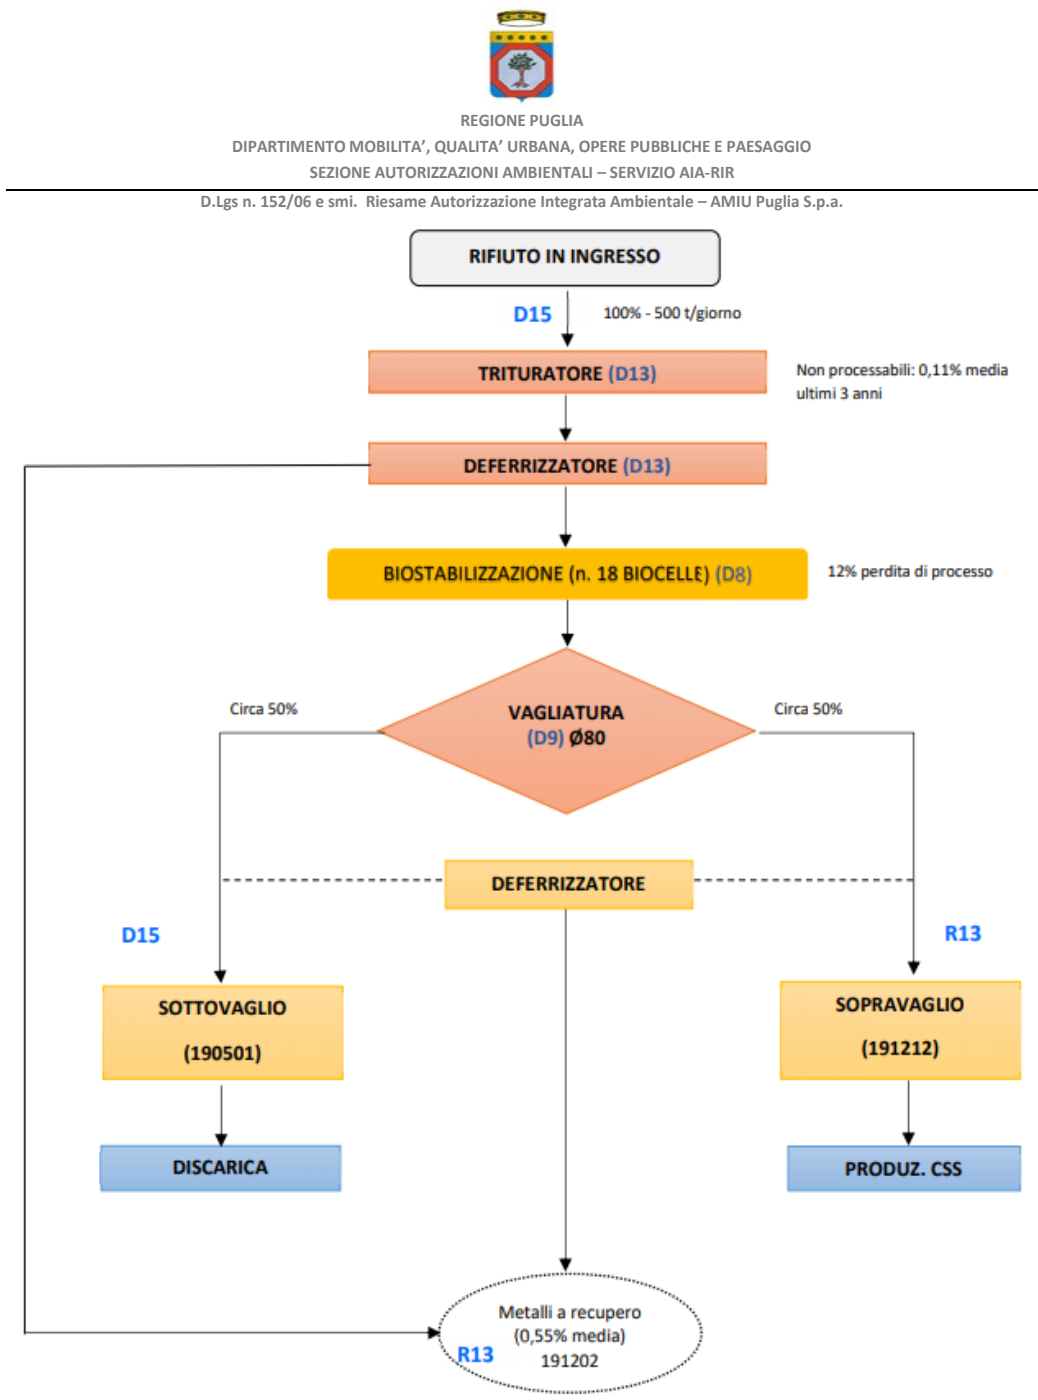 REGIONE PUGLIA
DIPARTIMENTO MOBILITA’, QUALITA’ URBANA, OPERE PUBBLICHE E PAESAGGIO
SEZIONE AUTORIZZAZIONI AMBIENTALI – SERVIZIO AIA-RIR
D.Lgs n. 152/06 e smi. Riesame Autorizzazione Integrata Ambientale – AMIU Puglia S.p.a.
RIFIUTO IN INGRESSO
D15
100% - 500 t/giorno
TRITURATORE (D13)
Non processabili: 0,11% media
ultimi 3 anni
DEFERRIZZATORE (D13)
BIOSTABILIZZAZIONE (n. 18 BIOCELLE) (D8)
12% perdita di processo
Circa 50%
VAGLIATURA
(D9) Ø80
Circa 50%
DEFERRIZZATORE
D15
R13
SOTTOVAGLIO
(190501)
SOPRAVAGLIO
(191212)
DISCARICA
PRODUZ. CSS
Metalli a recupero
(0,55% media)
R13
191202